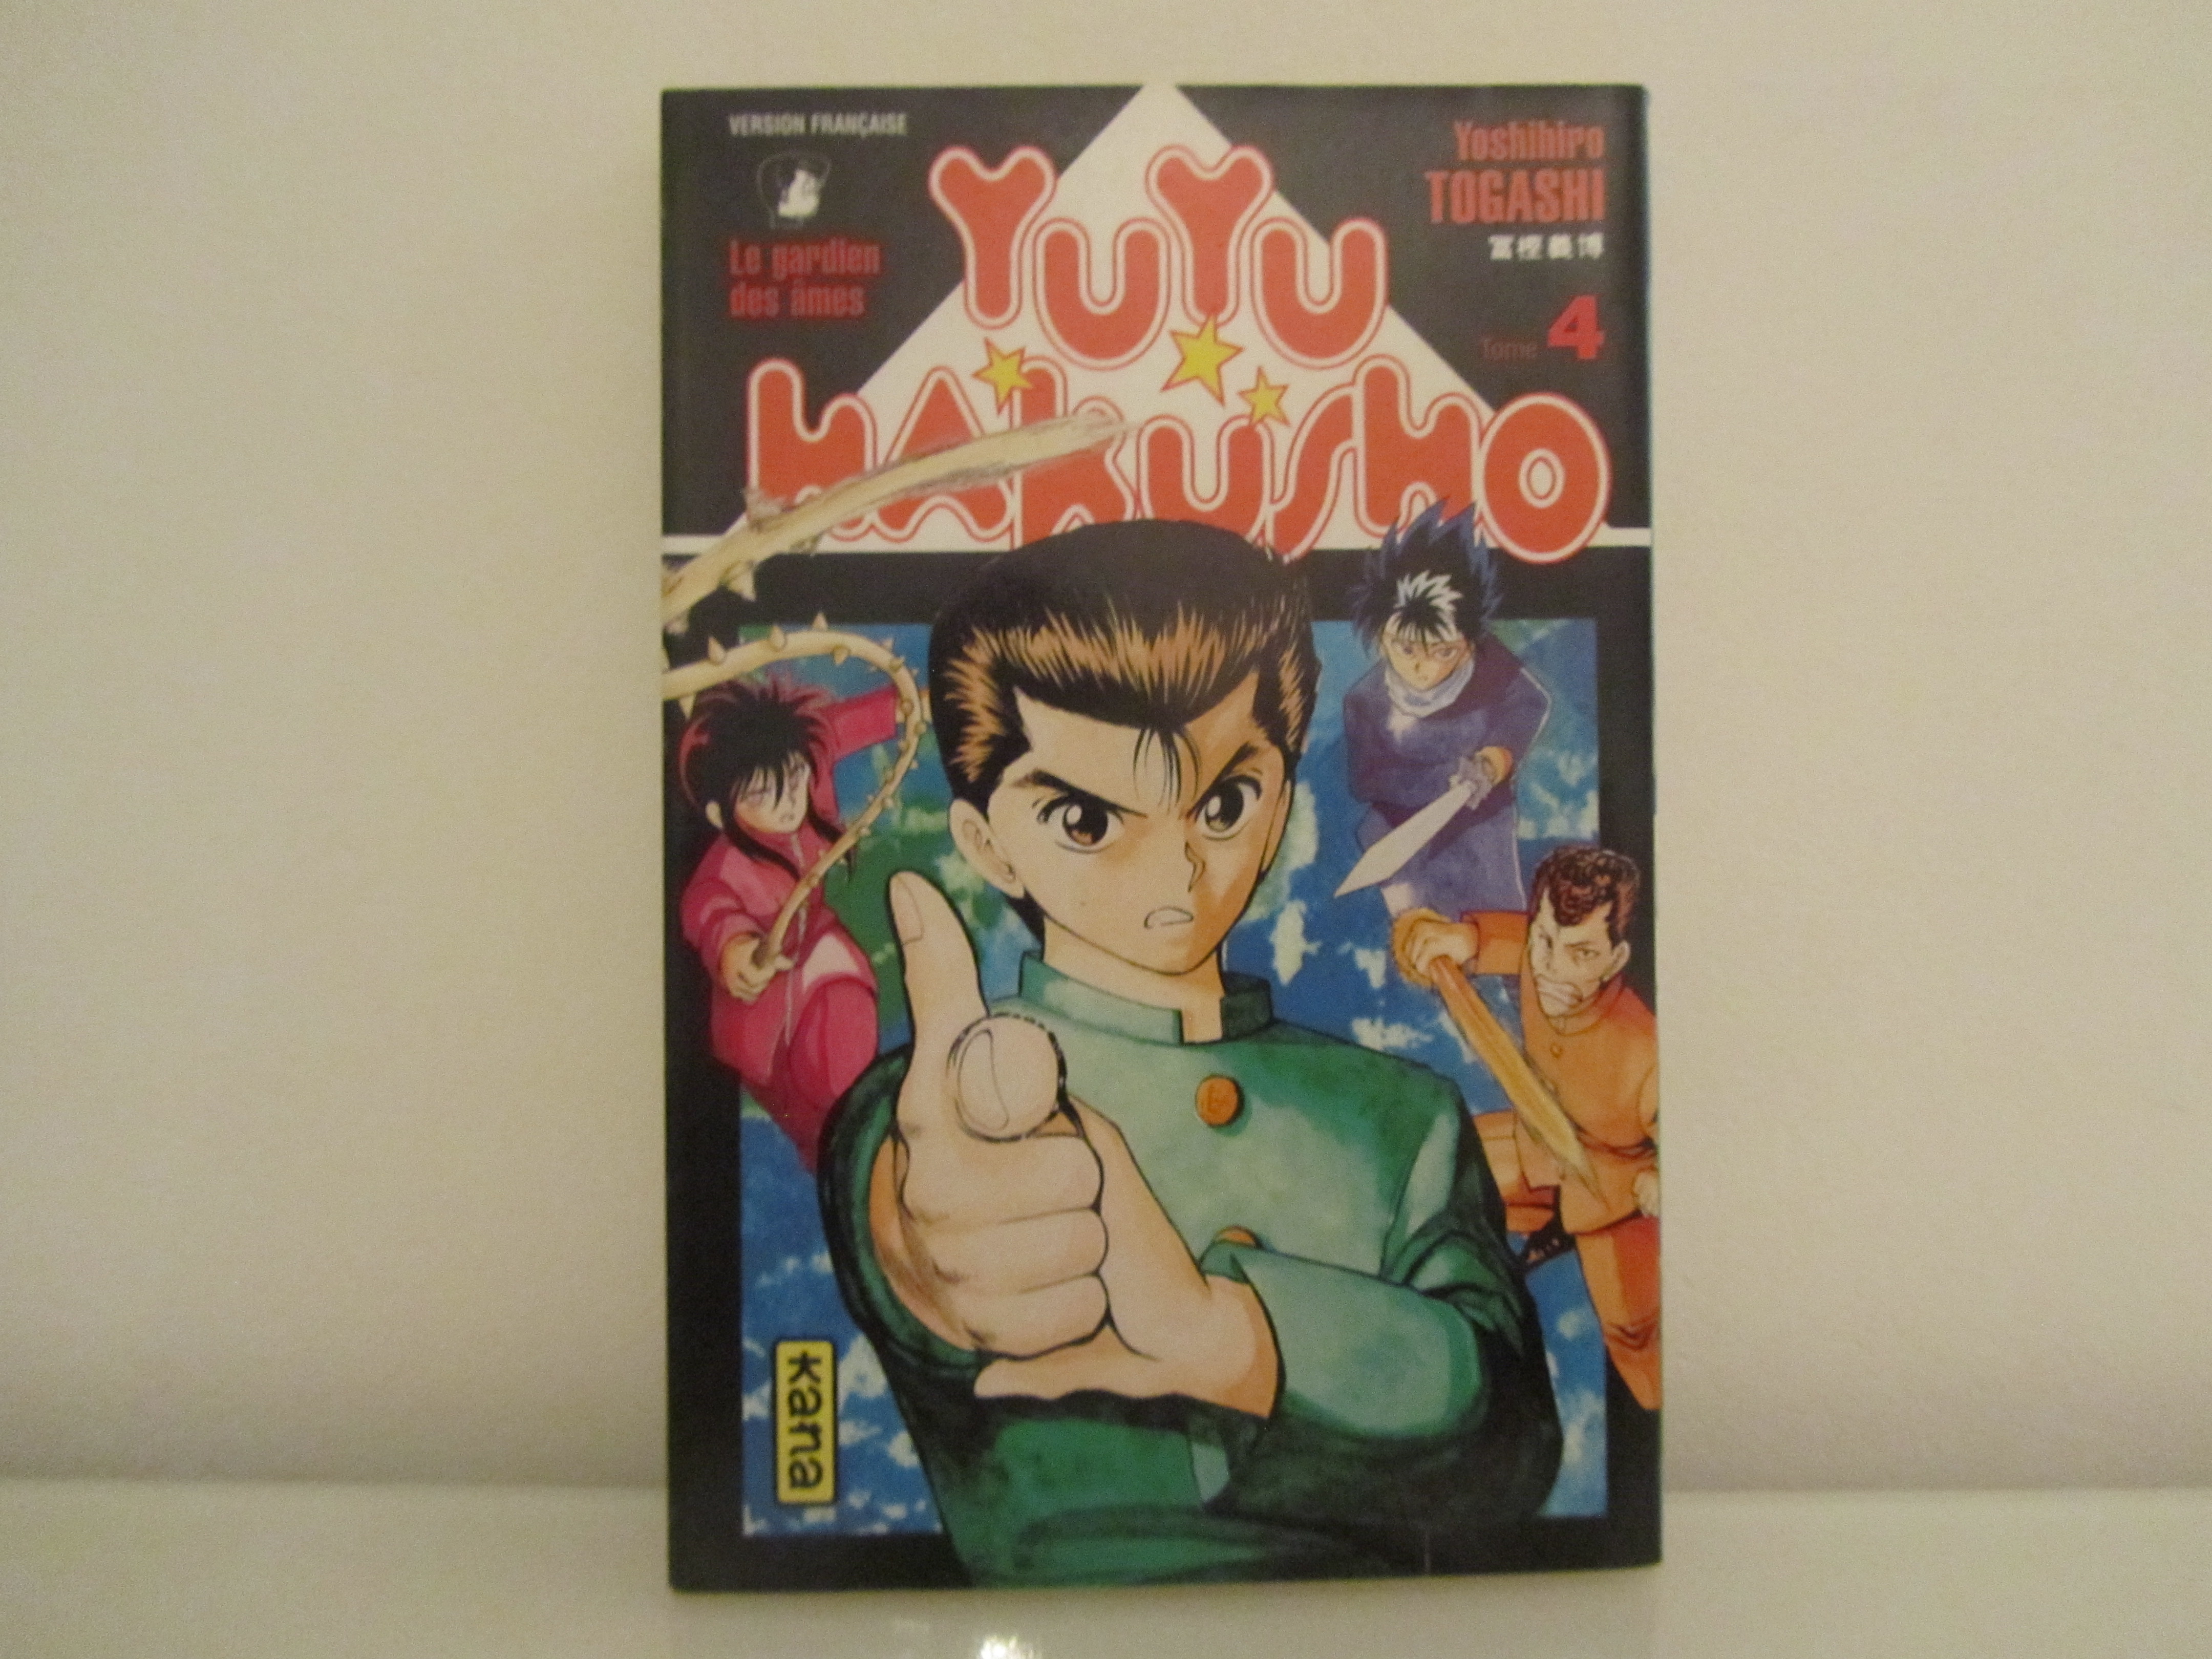 VERSION FRANÇAISE
Le gardien
des âmes
YUYU
HAKUSHO
Yoshihiro
TOGASHI
冨樫義博
Tome 4
kana